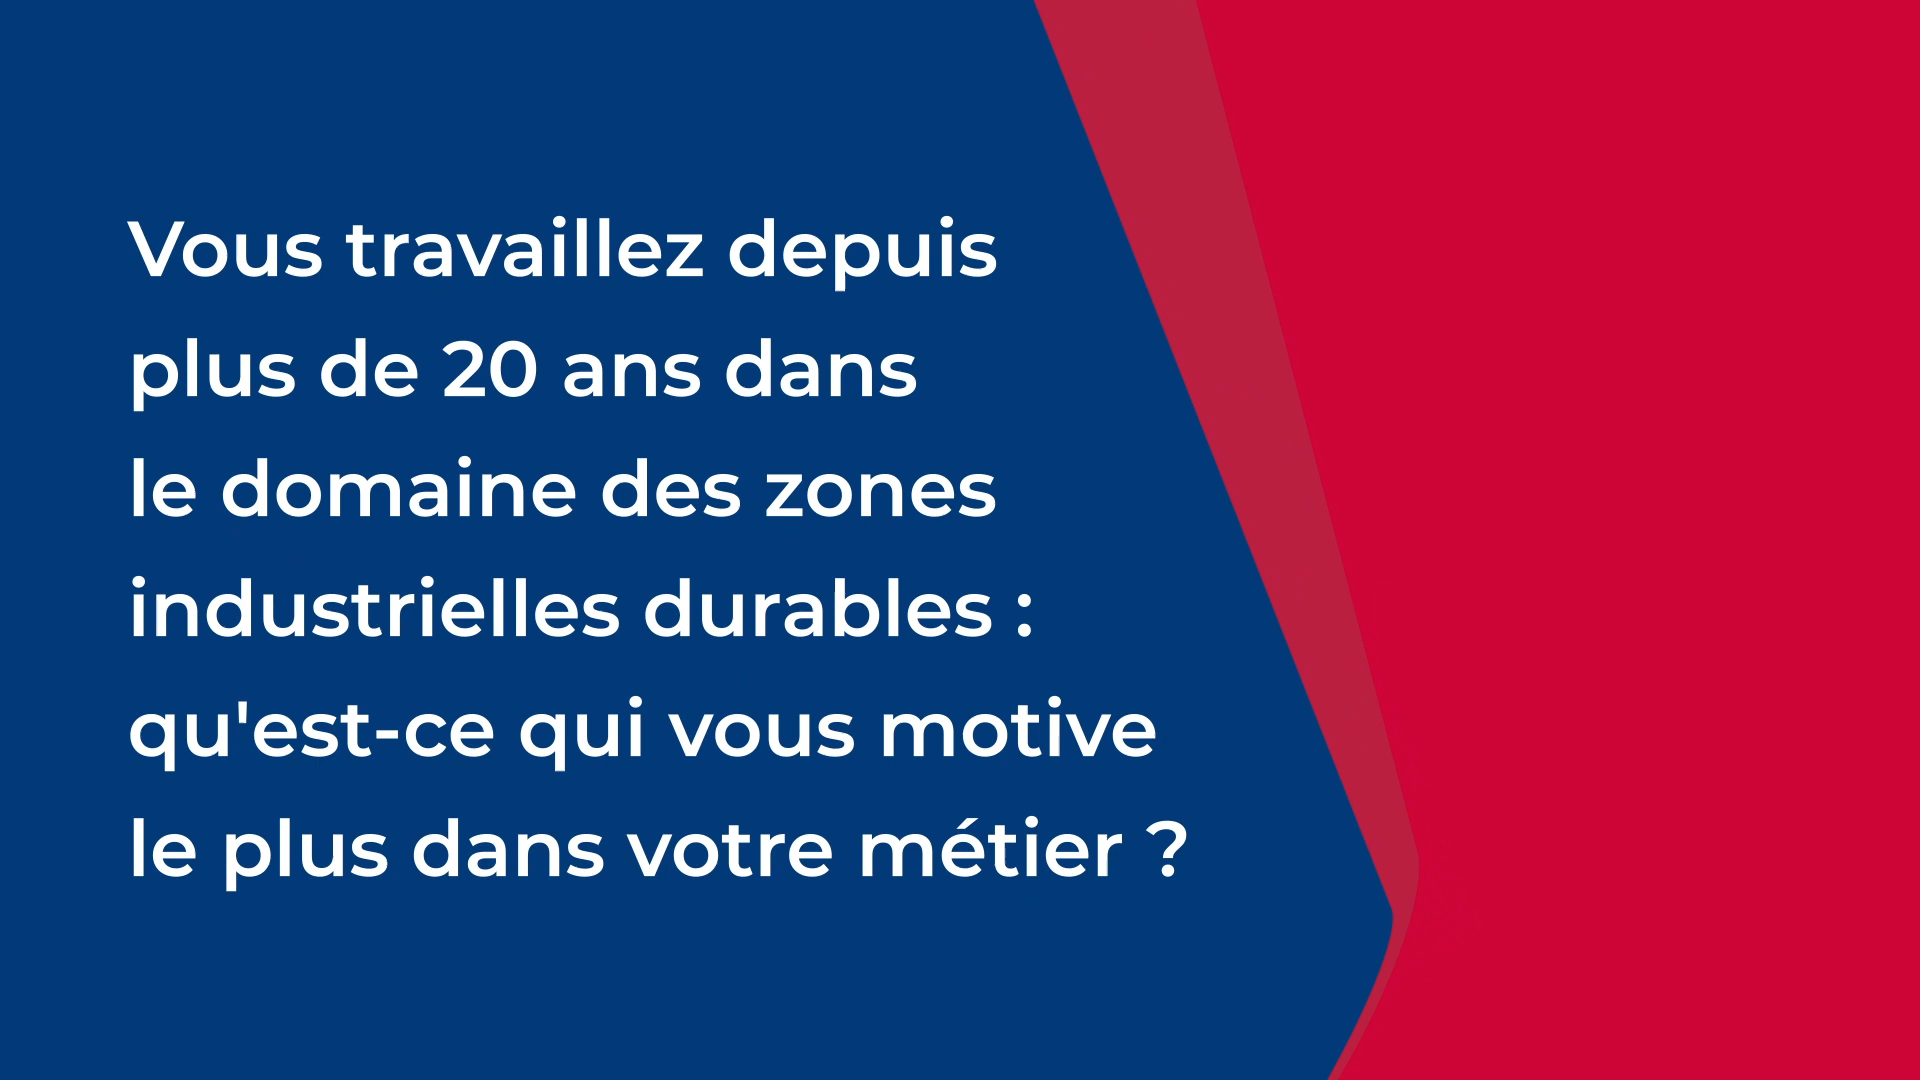 Vous travaillez depuis
plus de 20 ans dans
le domaine des zones
industrielles durables :
qu'est-ce qui vous motive
le plus dans votre métier ?